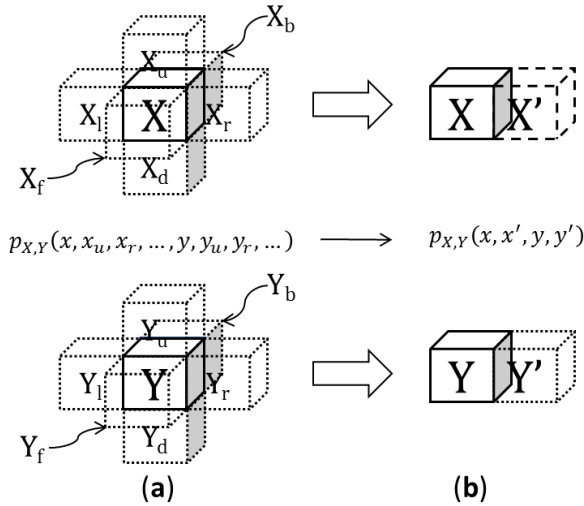 X_b
X_u
X_l X X_r X X'
X_d
X_f
p_{X,Y}(x, x_u, x_r, …, y, y_u, y_r, …) ⟶ p_{X,Y}(x, x', y, y')
Y_b
Y_u
Y_l Y Y_r Y Y'
Y_d
Y_f
(a) (b)